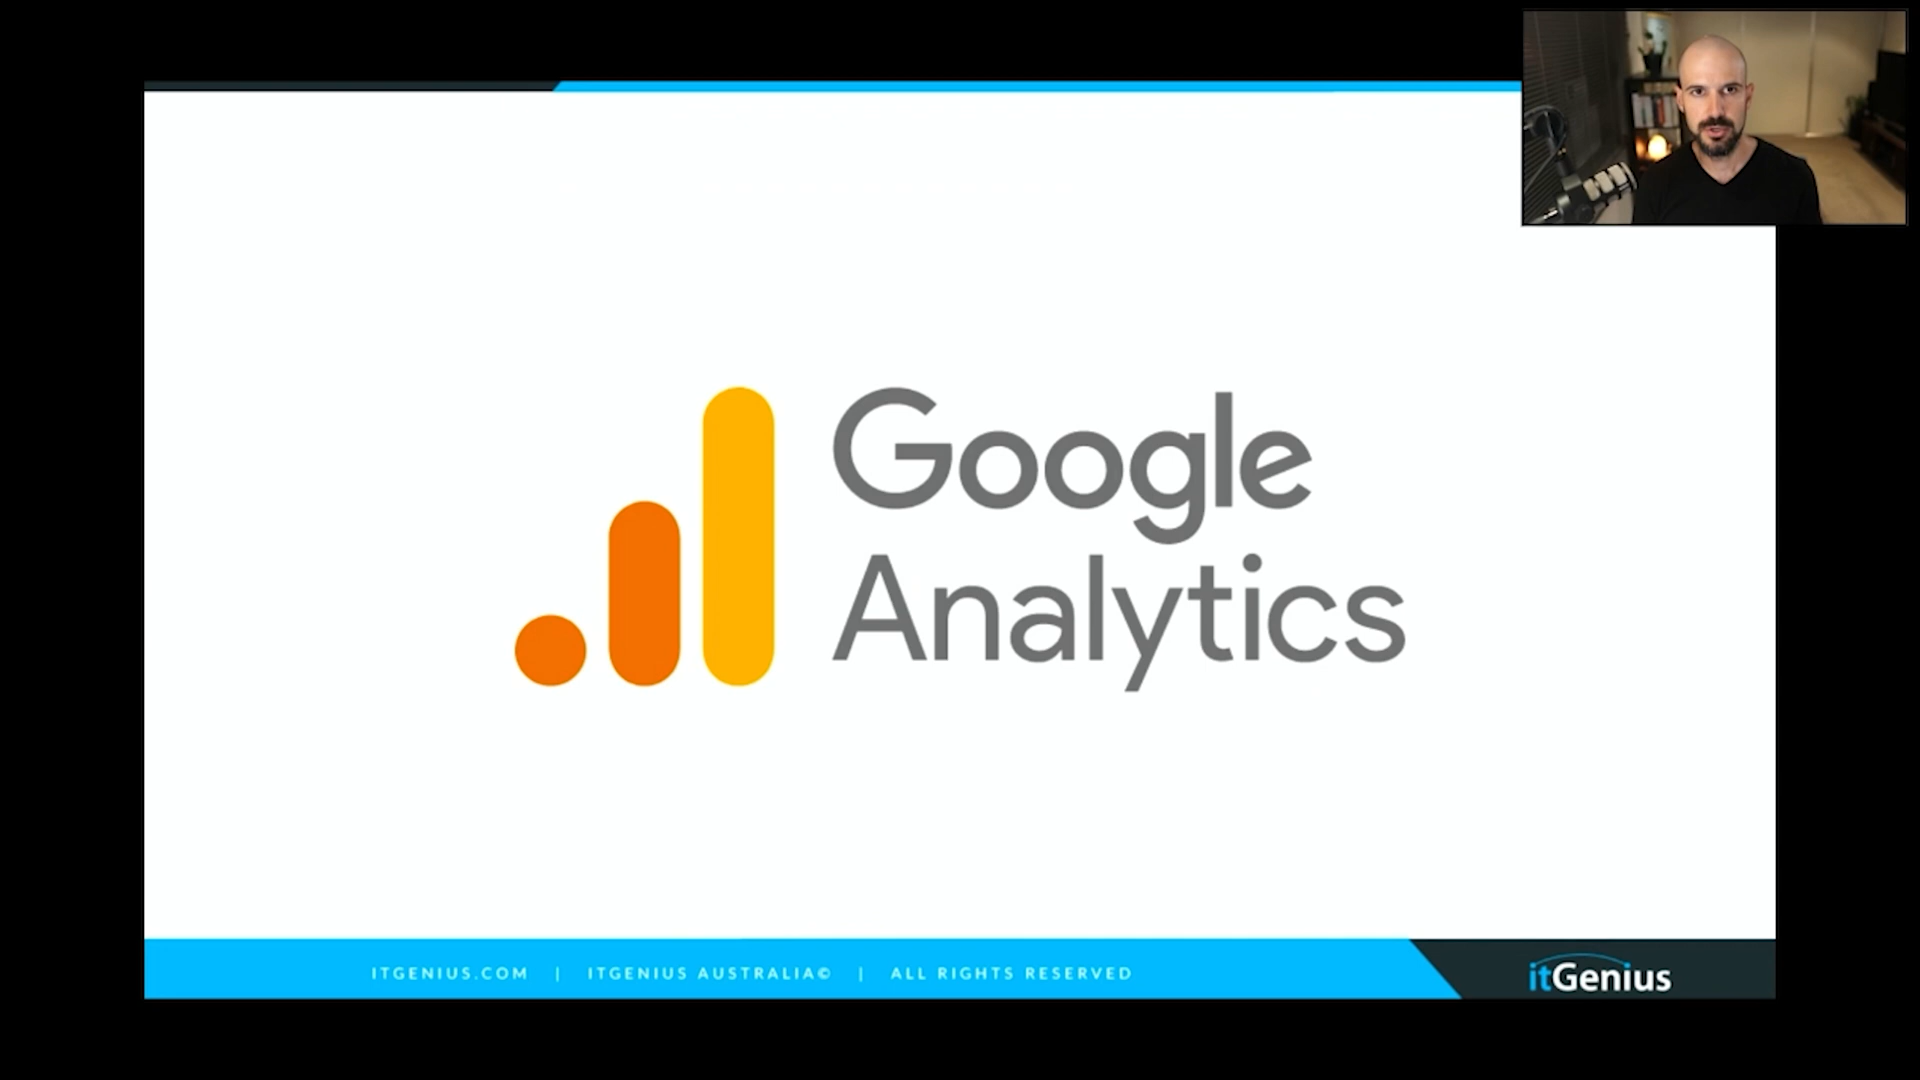 Google
Analytics
ITGENIUS.COM | ITGENIUS AUSTRALIA© | ALL RIGHTS RESERVED
itGenius